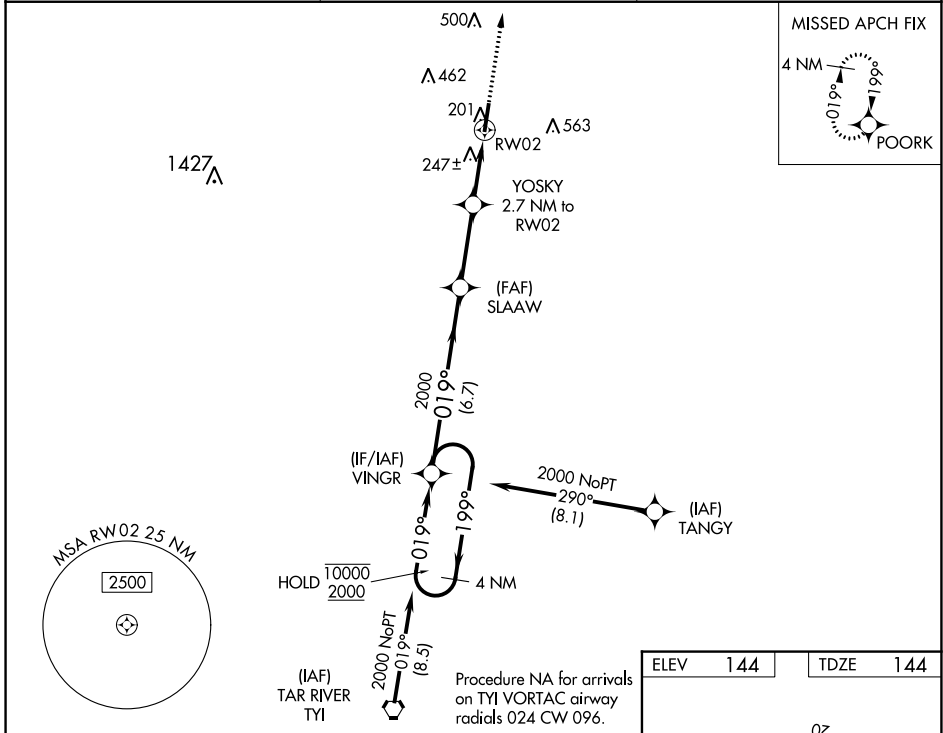 500
462
201
563
RW02
1427
247±
YOSKY
2.7 NM to
RW02
MISSED APCH FIX
4 NM
019°
199°
POORK
(FAF)
SLAAW
2000
019°
(6.7)
(IF/IAF)
VINGR
2000 NoPT
290°
(8.1)
(IAF)
TANGY
019°
199°
HOLD 10000
2000
4 NM
MSA RW02 25 NM
2500
2000 NoPT
019°
(8.5)
(IAF)
TAR RIVER
TYI
Procedure NA for arrivals
on TYI VORTAC airway
radials 024 CW 096.
ELEV 144
TDZE 144